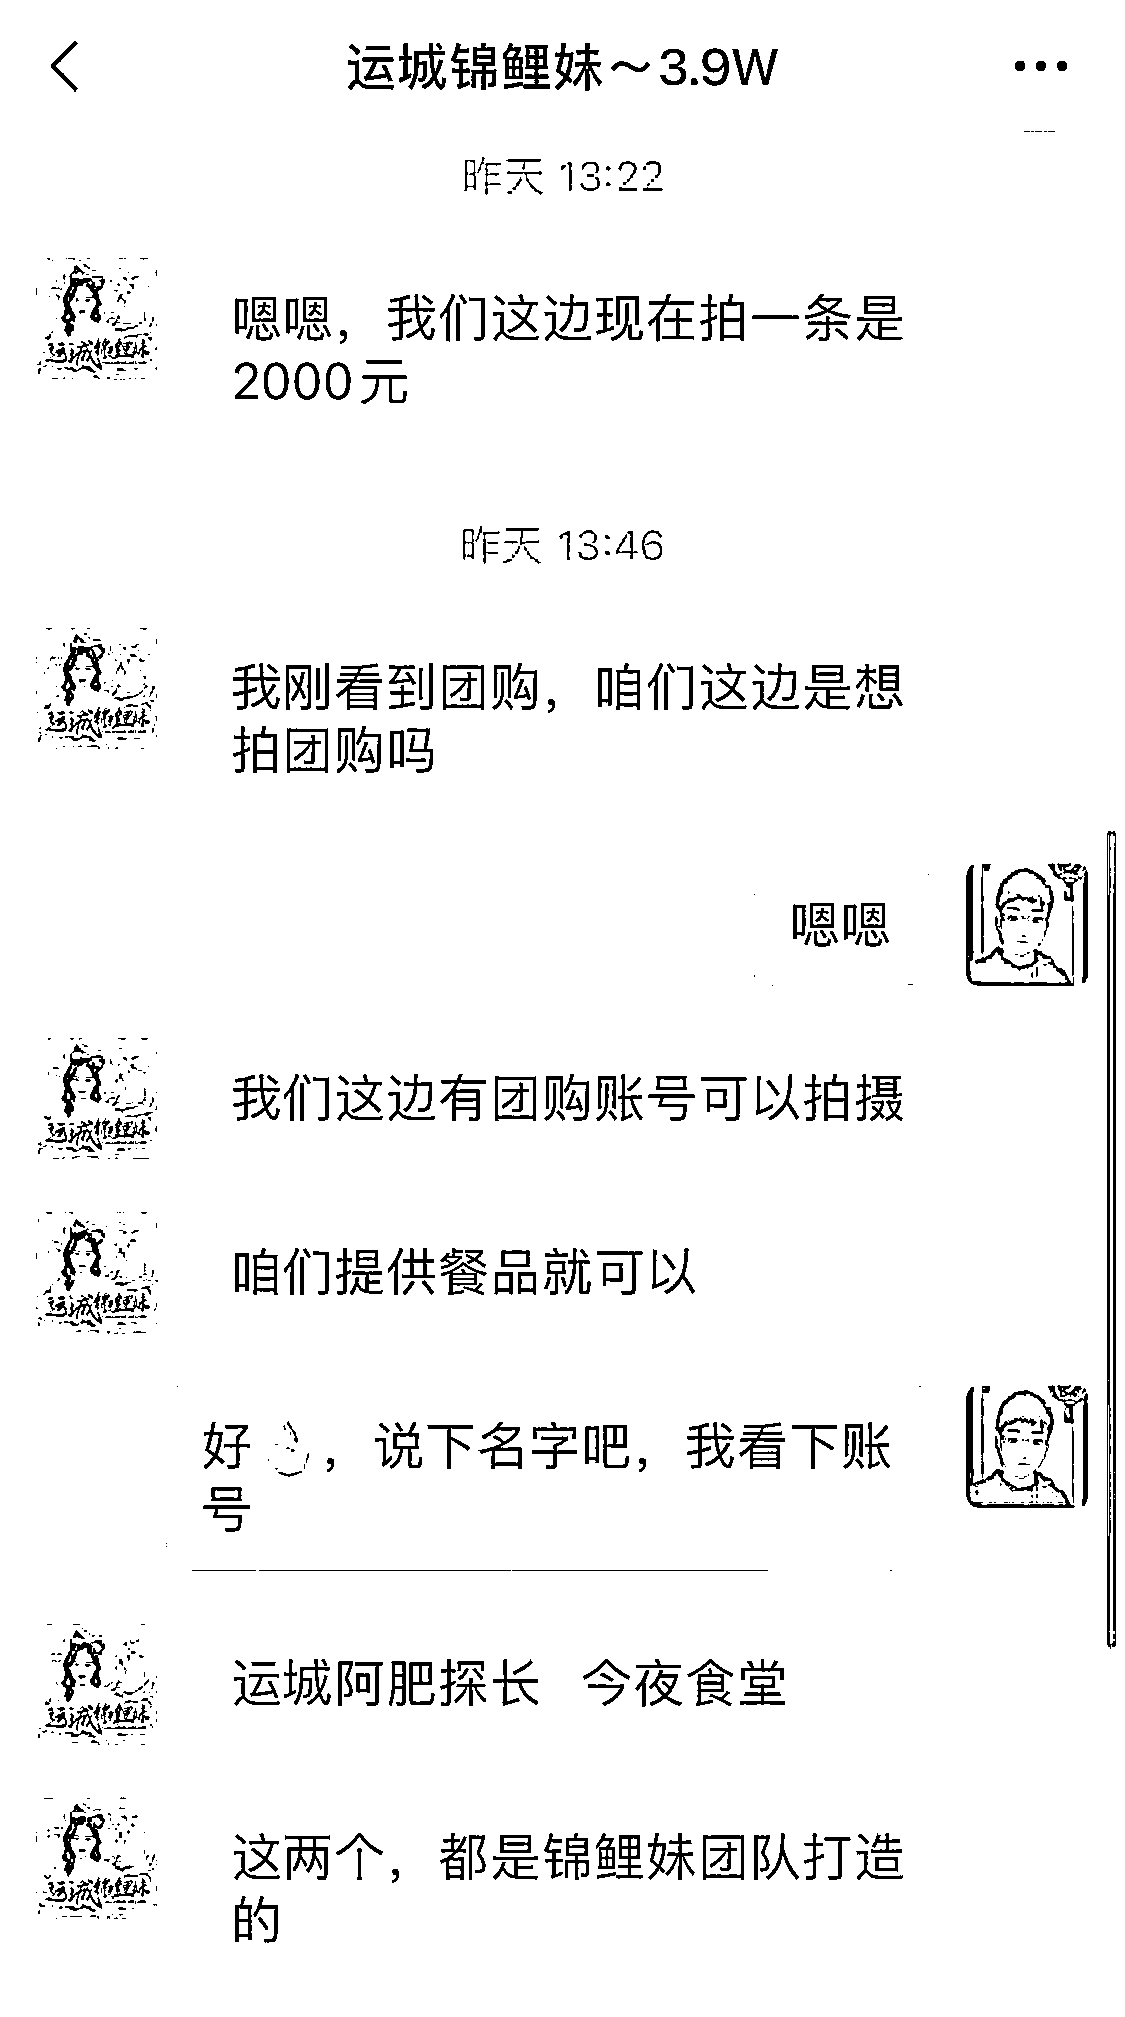 运城锦鲤妹～3.9W
昨天 13:22
嗯嗯，我们这边现在拍一条是
2000元
昨天 13:46
我刚看到团购，咱们这边是想
拍团购吗
嗯嗯
我们这边有团购账号可以拍摄
咱们提供餐品就可以
好👌，说下名字吧，我看下账
号
运城阿肥探长 今夜食堂
这两个，都是锦鲤妹团队打造
的